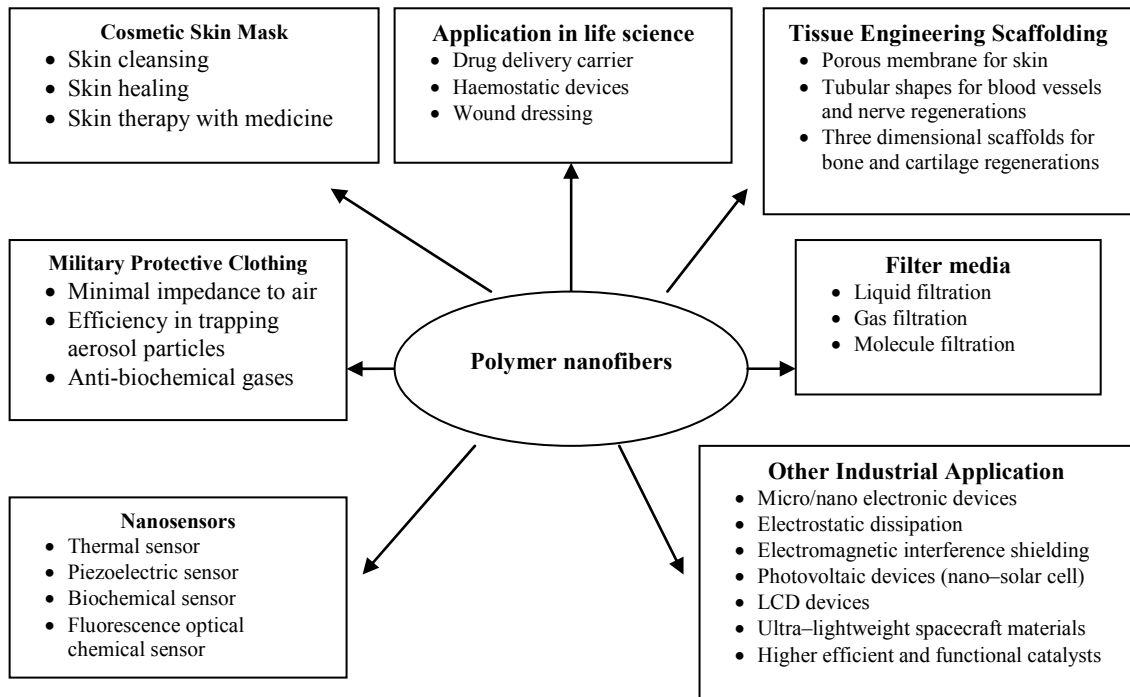 Cosmetic Skin Mask
• Skin cleansing
• Skin healing
• Skin therapy with medicine
Application in life science
• Drug delivery carrier
• Haemostatic devices
• Wound dressing
Tissue Engineering Scaffolding
• Porous membrane for skin
• Tubular shapes for blood vessels
and nerve regenerations
• Three dimensional scaffolds for
bone and cartilage regenerations
Military Protective Clothing
• Minimal impedance to air
• Efficiency in trapping
aerosol particles
• Anti-biochemical gases
Polymer nanofibers
Filter media
• Liquid filtration
• Gas filtration
• Molecule filtration
Nanosensors
• Thermal sensor
• Piezoelectric sensor
• Biochemical sensor
• Fluorescence optical
chemical sensor
Other Industrial Application
• Micro/nano electronic devices
• Electrostatic dissipation
• Electromagnetic interference shielding
• Photovoltaic devices (nano–solar cell)
• LCD devices
• Ultra–lightweight spacecraft materials
• Higher efficient and functional catalysts